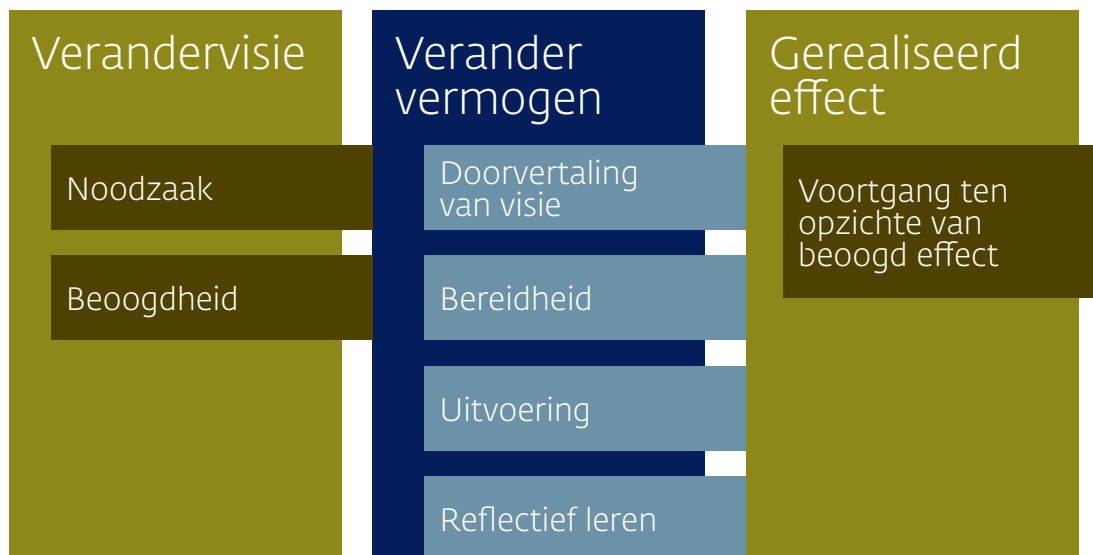 Verandervisie
Noodzaak
Beoogdheid
Verander
vermogen
Doorvertaling
van visie
Bereidheid
Uitvoering
Reflectief leren
Gerealiseerd
effect
Voortgang ten
opzichte van
beoogd effect